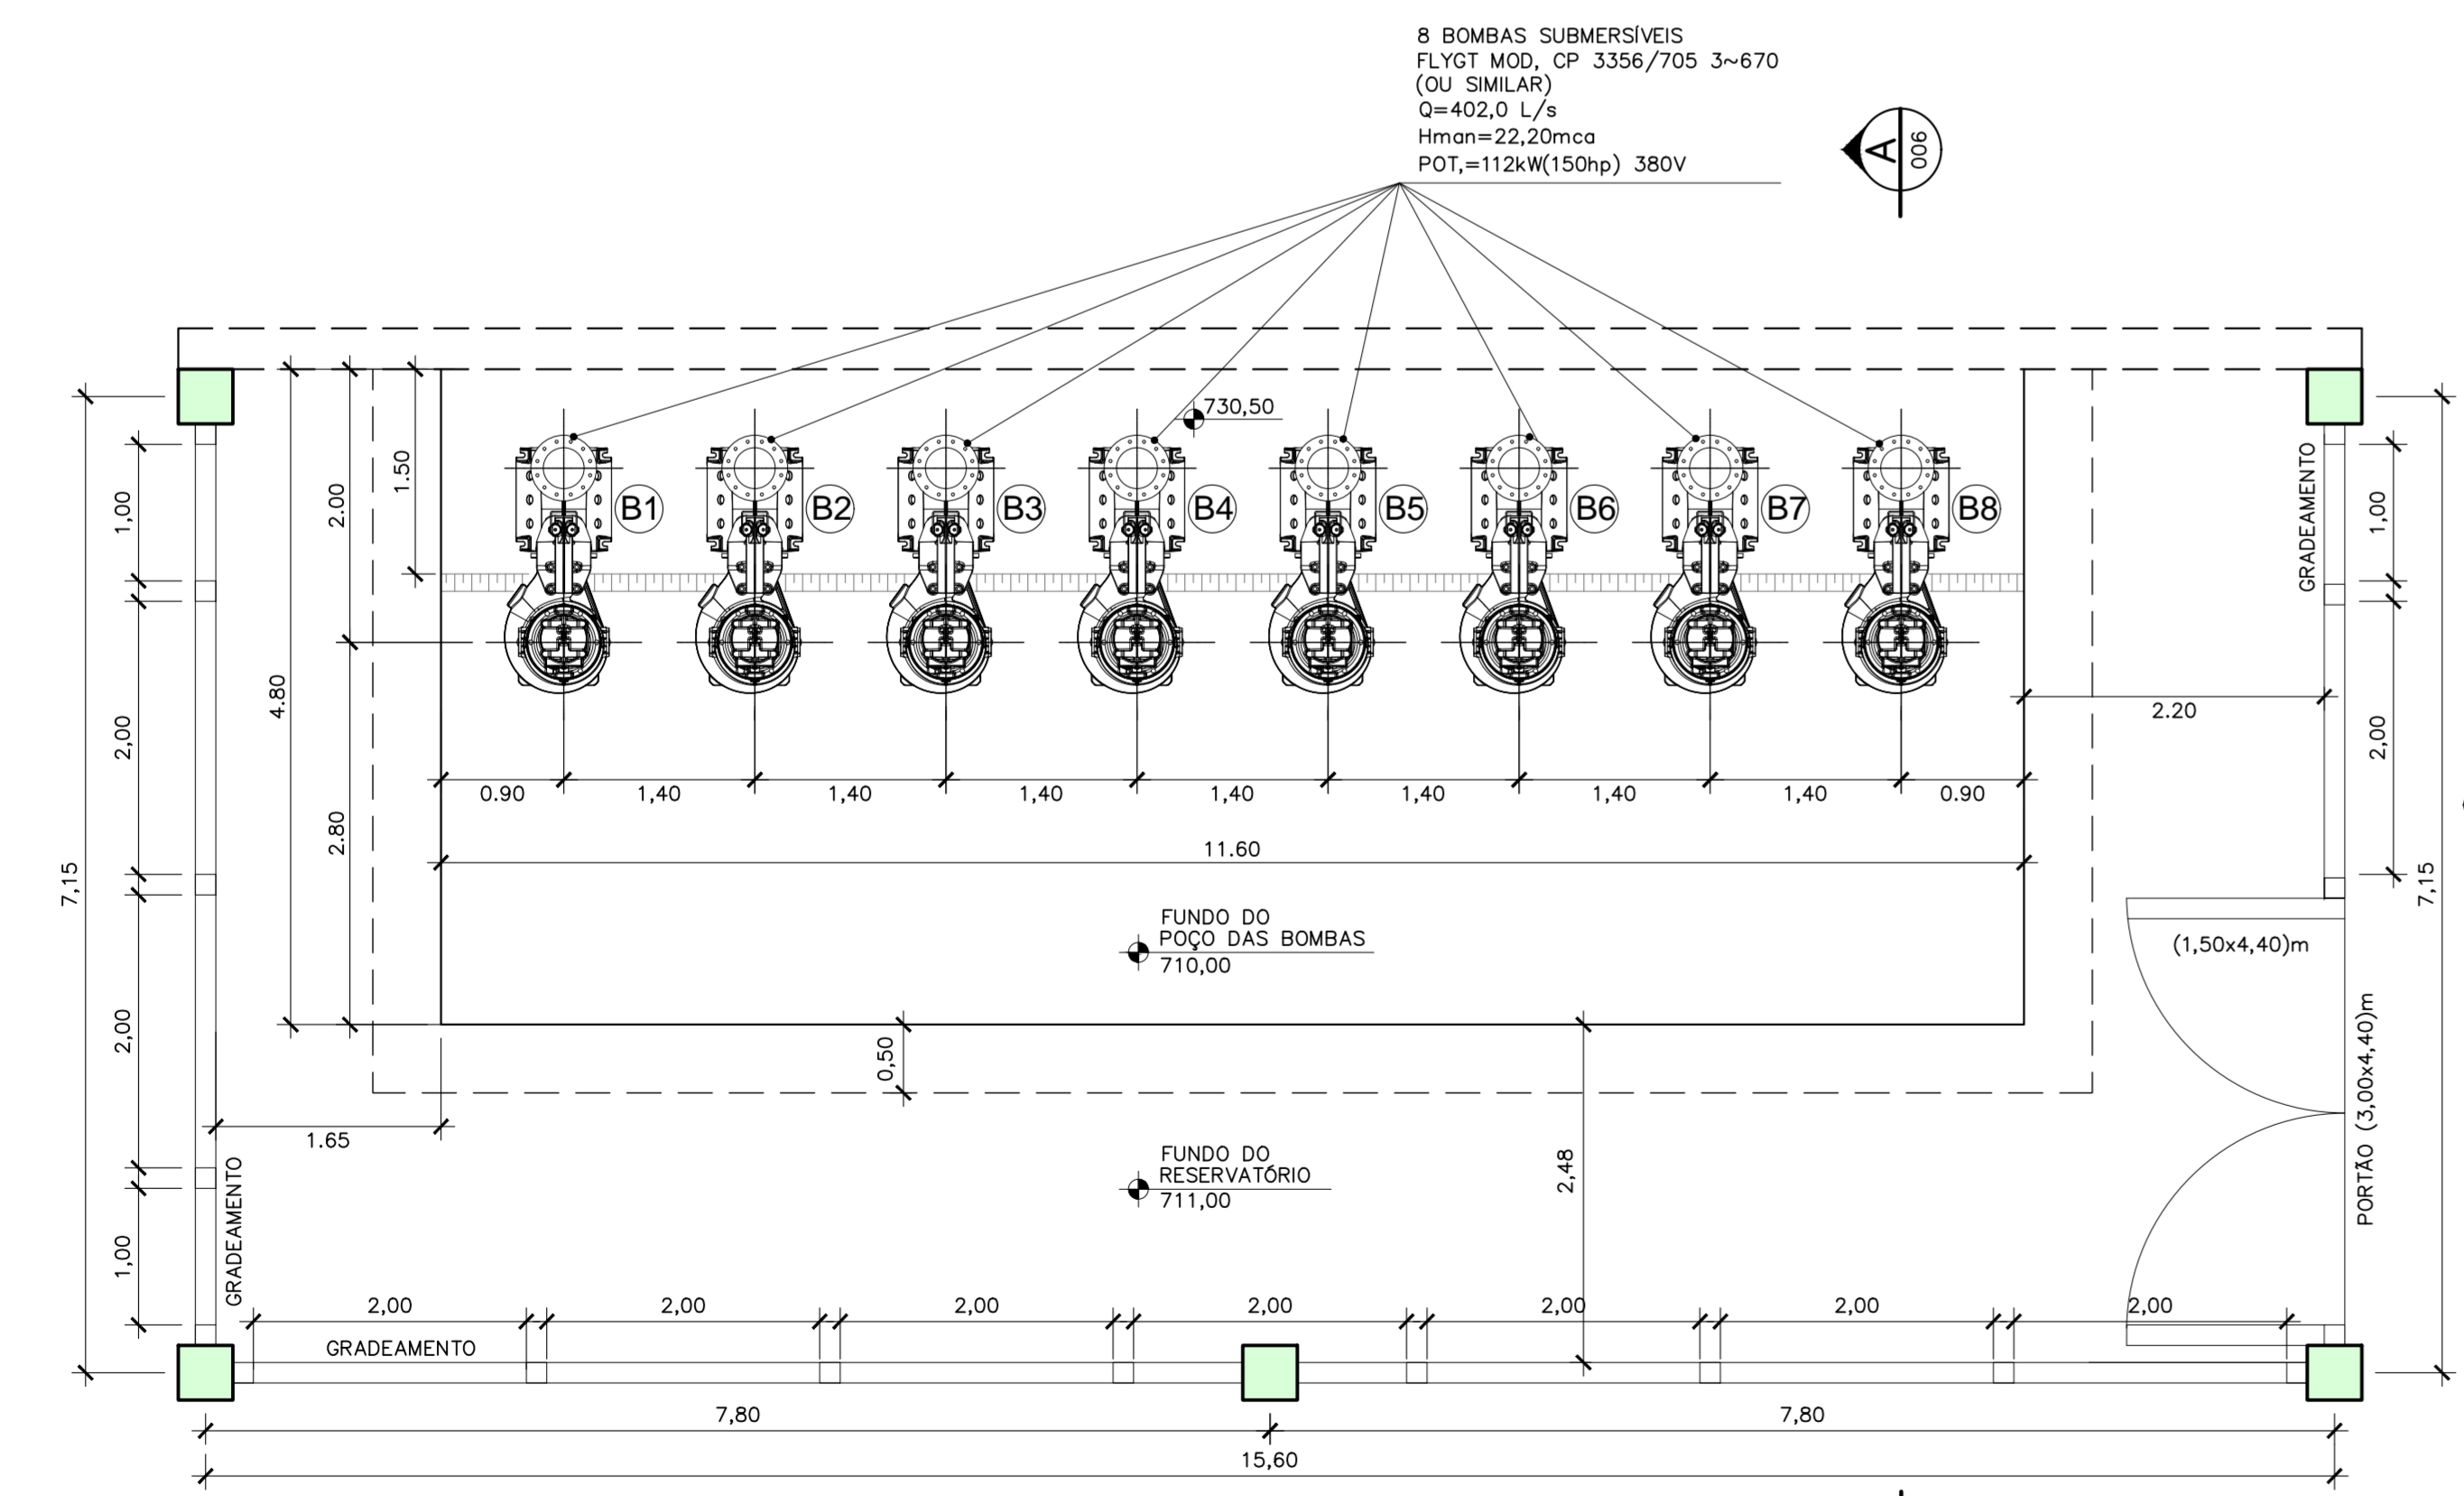 8 BOMBAS SUBMERSÍVEIS
FLYGT MOD, CP 3356/705 3~670
(OU SIMILAR)
Q=402,0 L/s
Hman=22,20mca
POT,=112kW(150hp) 380V
A
006
730,50
B1
B2
B3
B4
B5
B6
B7
B8
1.50
2.00
4.80
2.80
1,00
2,00
2,00
1,00
7,15
GRADEAMENTO
1,00
2,00
7,15
2.20
0.90
1,40
1,40
1,40
1,40
1,40
1,40
1,40
0.90
11.60
FUNDO DO
POÇO DAS BOMBAS
710,00
(1,50x4,40)m
PORTÃO (3,00x4,40)m
0,50
2,48
1.65
FUNDO DO
RESERVATÓRIO
711,00
GRADEAMENTO
2,00
2,00
2,00
2,00
2,00
2,00
2,00
GRADEAMENTO
7,80
7,80
15,60